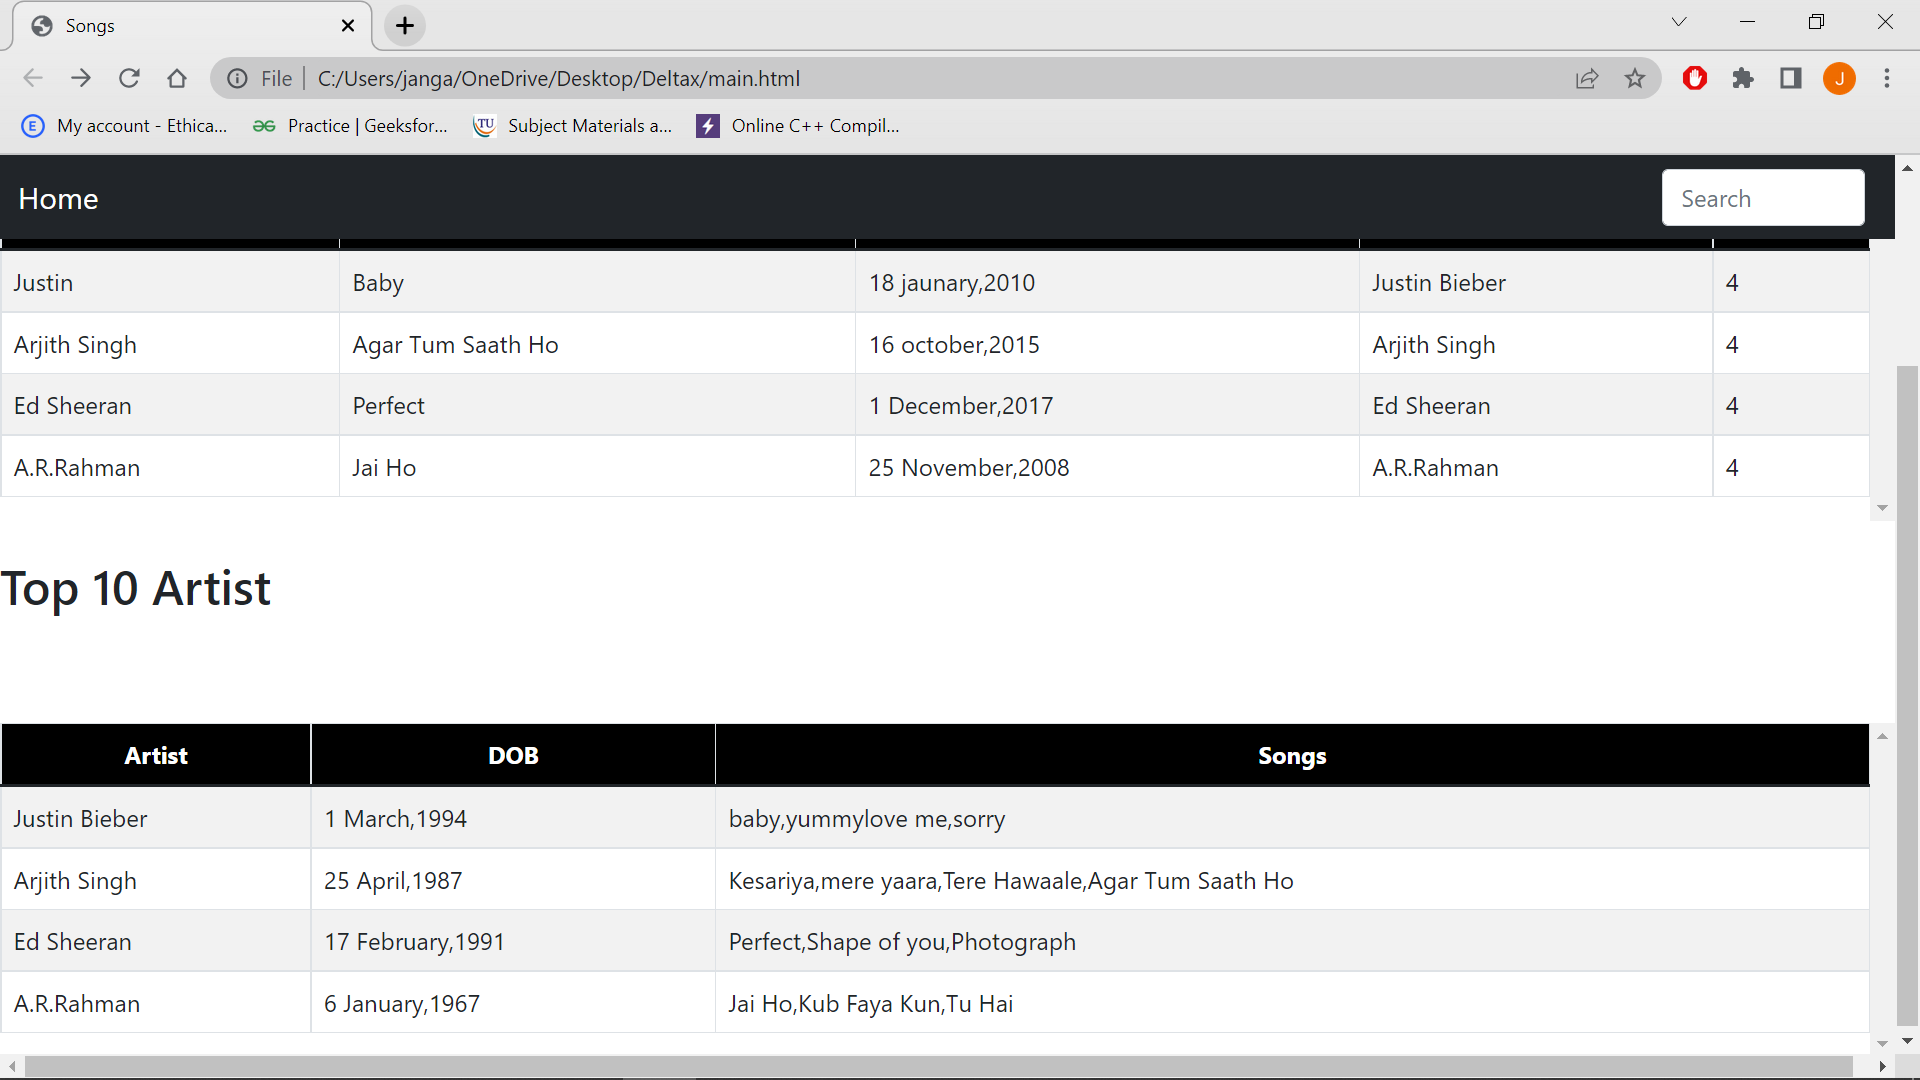 Songs
File C:/Users/janga/OneDrive/Desktop/Deltax/main.html J
E My account - Ethica... Practice | Geeksfor... TU Subject Materials a... Online C++ Compil...
Home Search
Justin Baby 18 jaunary,2010 Justin Bieber 4
Arjith Singh Agar Tum Saath Ho 16 october,2015 Arjith Singh 4
Ed Sheeran Perfect 1 December,2017 Ed Sheeran 4
A.R.Rahman Jai Ho 25 November,2008 A.R.Rahman 4
Top 10 Artist
Artist DOB Songs
Justin Bieber 1 March,1994 baby,yummylove me,sorry
Arjith Singh 25 April,1987 Kesariya,mere yaara,Tere Hawaale,Agar Tum Saath Ho
Ed Sheeran 17 February,1991 Perfect,Shape of you,Photograph
A.R.Rahman 6 January,1967 Jai Ho,Kub Faya Kun,Tu Hai